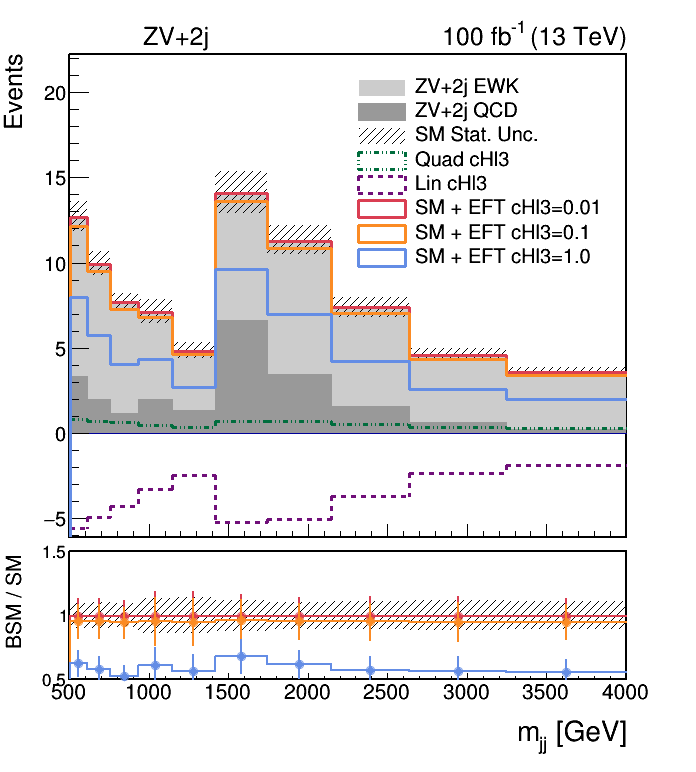 ZV+2j 100 fb-1 (13 TeV)
Events
20
15
10
5
0
−5
ZV+2j EWK
ZV+2j QCD
SM Stat. Unc.
Quad cHl3
Lin cHl3
SM + EFT cHl3=0.01
SM + EFT cHl3=0.1
SM + EFT cHl3=1.0
BSM / SM
1.5
1
0.5
500 1000 1500 2000 2500 3000 3500 4000
mjj [GeV]